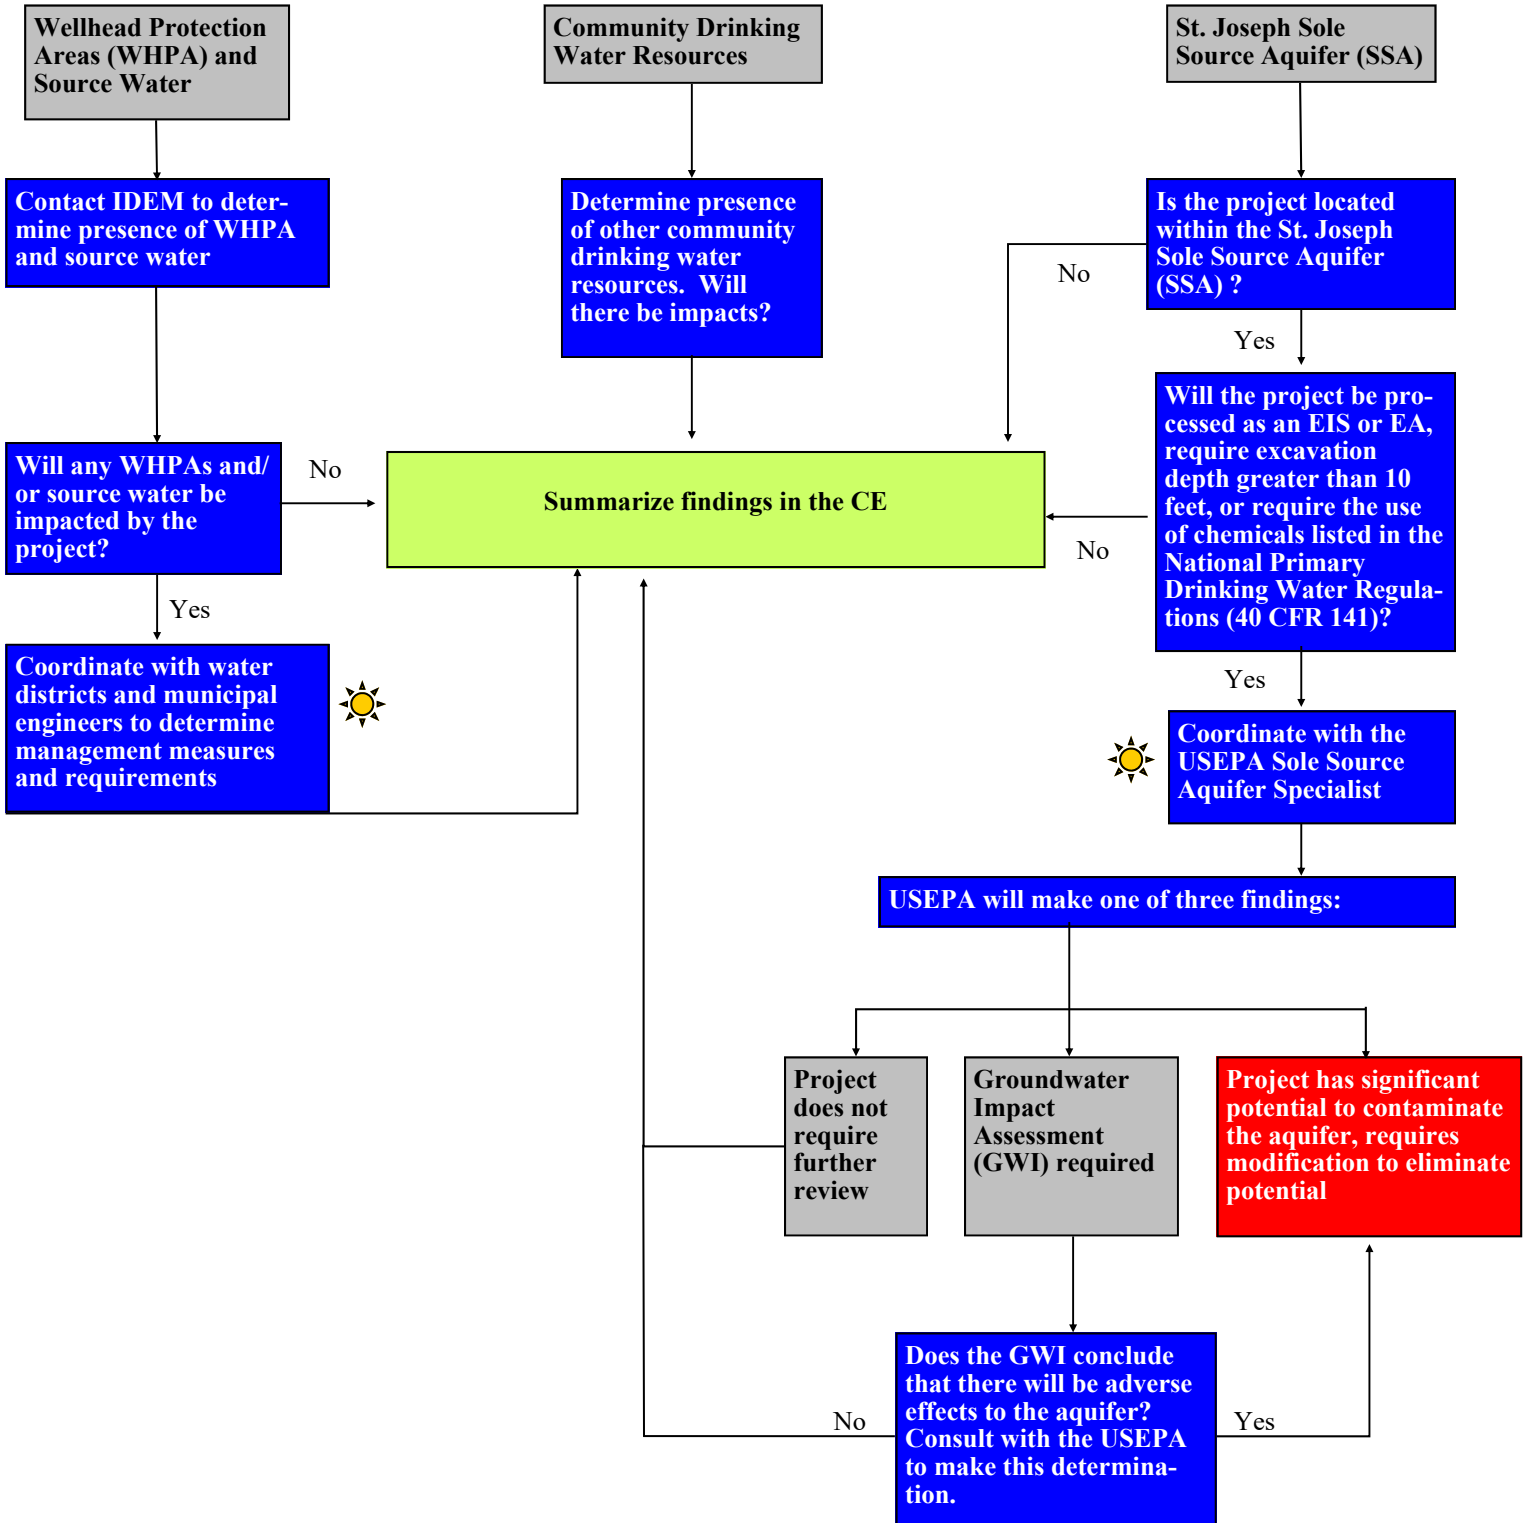 Wellhead Protection
Areas (WHPA) and
Source Water
Community Drinking
Water Resources
St. Joseph Sole
Source Aquifer (SSA)
Contact IDEM to deter-
mine presence of WHPA
and source water
Determine presence
of other community
drinking water
resources.  Will
there be impacts?
Is the project located
within the St. Joseph
Sole Source Aquifer
(SSA) ?
No
Yes
Will any WHPAs and/
or source water be
impacted by the
project?
No
Yes
Summarize findings in the CE
Will the project be pro-
cessed as an EIS or EA,
require excavation
depth greater than 10
feet, or require the use
of chemicals listed in the
National Primary
Drinking Water Regula-
tions (40 CFR 141)?
No
Yes
Coordinate with water
districts and municipal
engineers to determine
management measures
and requirements
Coordinate with the
USEPA Sole Source
Aquifer Specialist
USEPA will make one of three findings:
Project
does not
require
further
review
Groundwater
Impact
Assessment
(GWI) required
Project has significant
potential to contaminate
the aquifer, requires
modification to eliminate
potential
Does the GWI conclude
that there will be adverse
effects to the aquifer?
Consult with the USEPA
to make this determina-
tion.
No
Yes